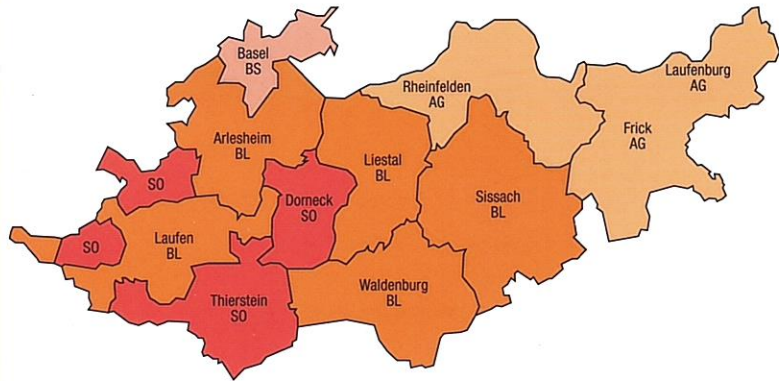 Basel
BS
Laufenburg
AG
Rheinfelden
AG
Frick
AG
Arlesheim
BL
Liestal
BL
SO
Dorneck
SO
Sissach
BL
SO
Laufen
BL
Thierstein
SO
Waldenburg
BL